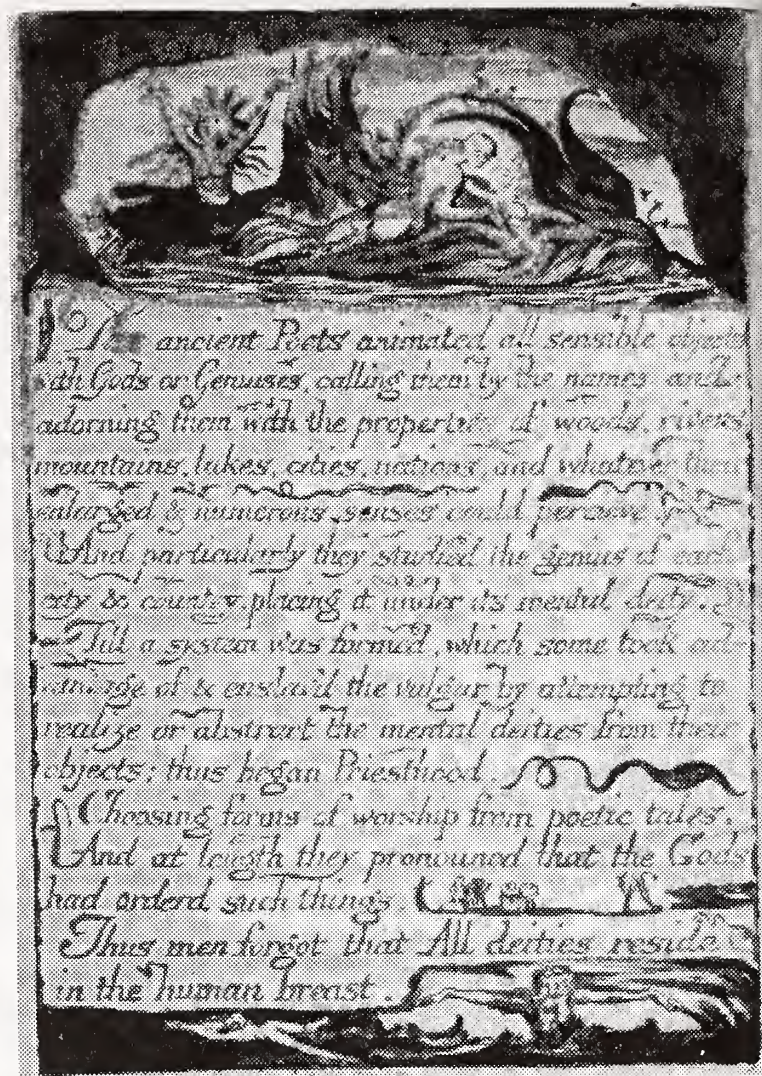 The ancient Poets animated all sensible objects
with Gods or Geniuses, calling them by the names and
adorning them with the properties of woods, rivers,
mountains, lakes, cities, nations, and whatever their
enlarged & numerous senses could percieve.
And particularly they studied the genius of each
city & country, placing it under its mental deity.
Till a system was formed, which some took ad-
vantage of & enslav'd the vulgar by attempting to
realize or abstract the mental deities from their
objects; thus began Priesthood.
Choosing forms of worship from poetic tales.
And at length they pronounced that the Gods
had orderd such things.
Thus men forgot that All deities reside
in the human breast.